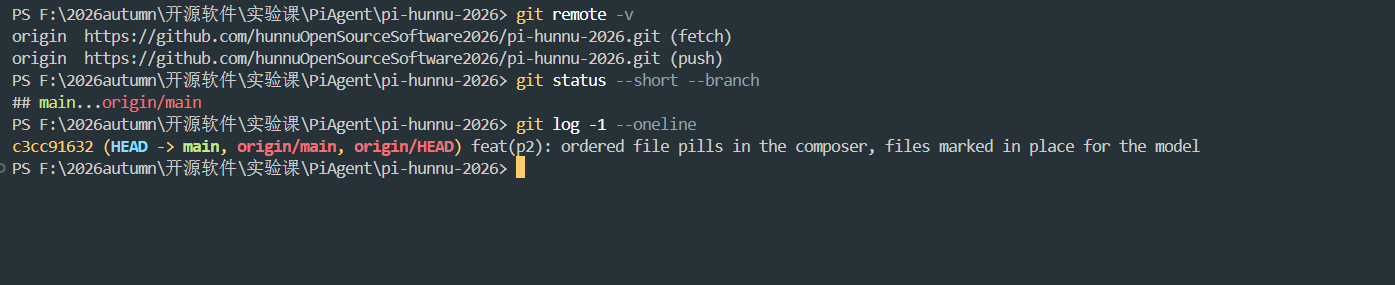 PS F:\2026autumn\开源软件\实验课\PiAgent\pi-hunnu-2026> git remote -v
origin  https://github.com/hunnuOpenSourceSoftware2026/pi-hunnu-2026.git (fetch)
origin  https://github.com/hunnuOpenSourceSoftware2026/pi-hunnu-2026.git (push)
PS F:\2026autumn\开源软件\实验课\PiAgent\pi-hunnu-2026> git status --short --branch
## main...origin/main
PS F:\2026autumn\开源软件\实验课\PiAgent\pi-hunnu-2026> git log -1 --oneline
c3cc91632 (HEAD -> main, origin/main, origin/HEAD) feat(p2): ordered file pills in the composer, files marked in place for the model
PS F:\2026autumn\开源软件\实验课\PiAgent\pi-hunnu-2026>